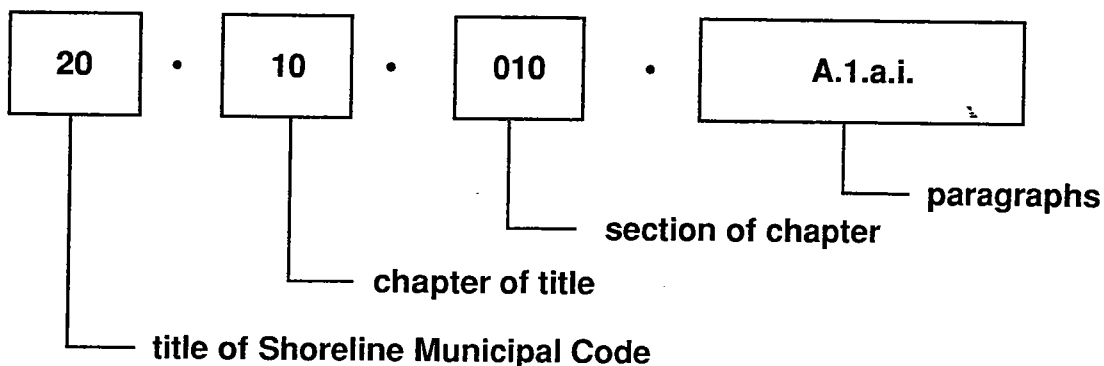 20 • 10 • 010 • A.1.a.i.
paragraphs
section of chapter
chapter of title
title of Shoreline Municipal Code